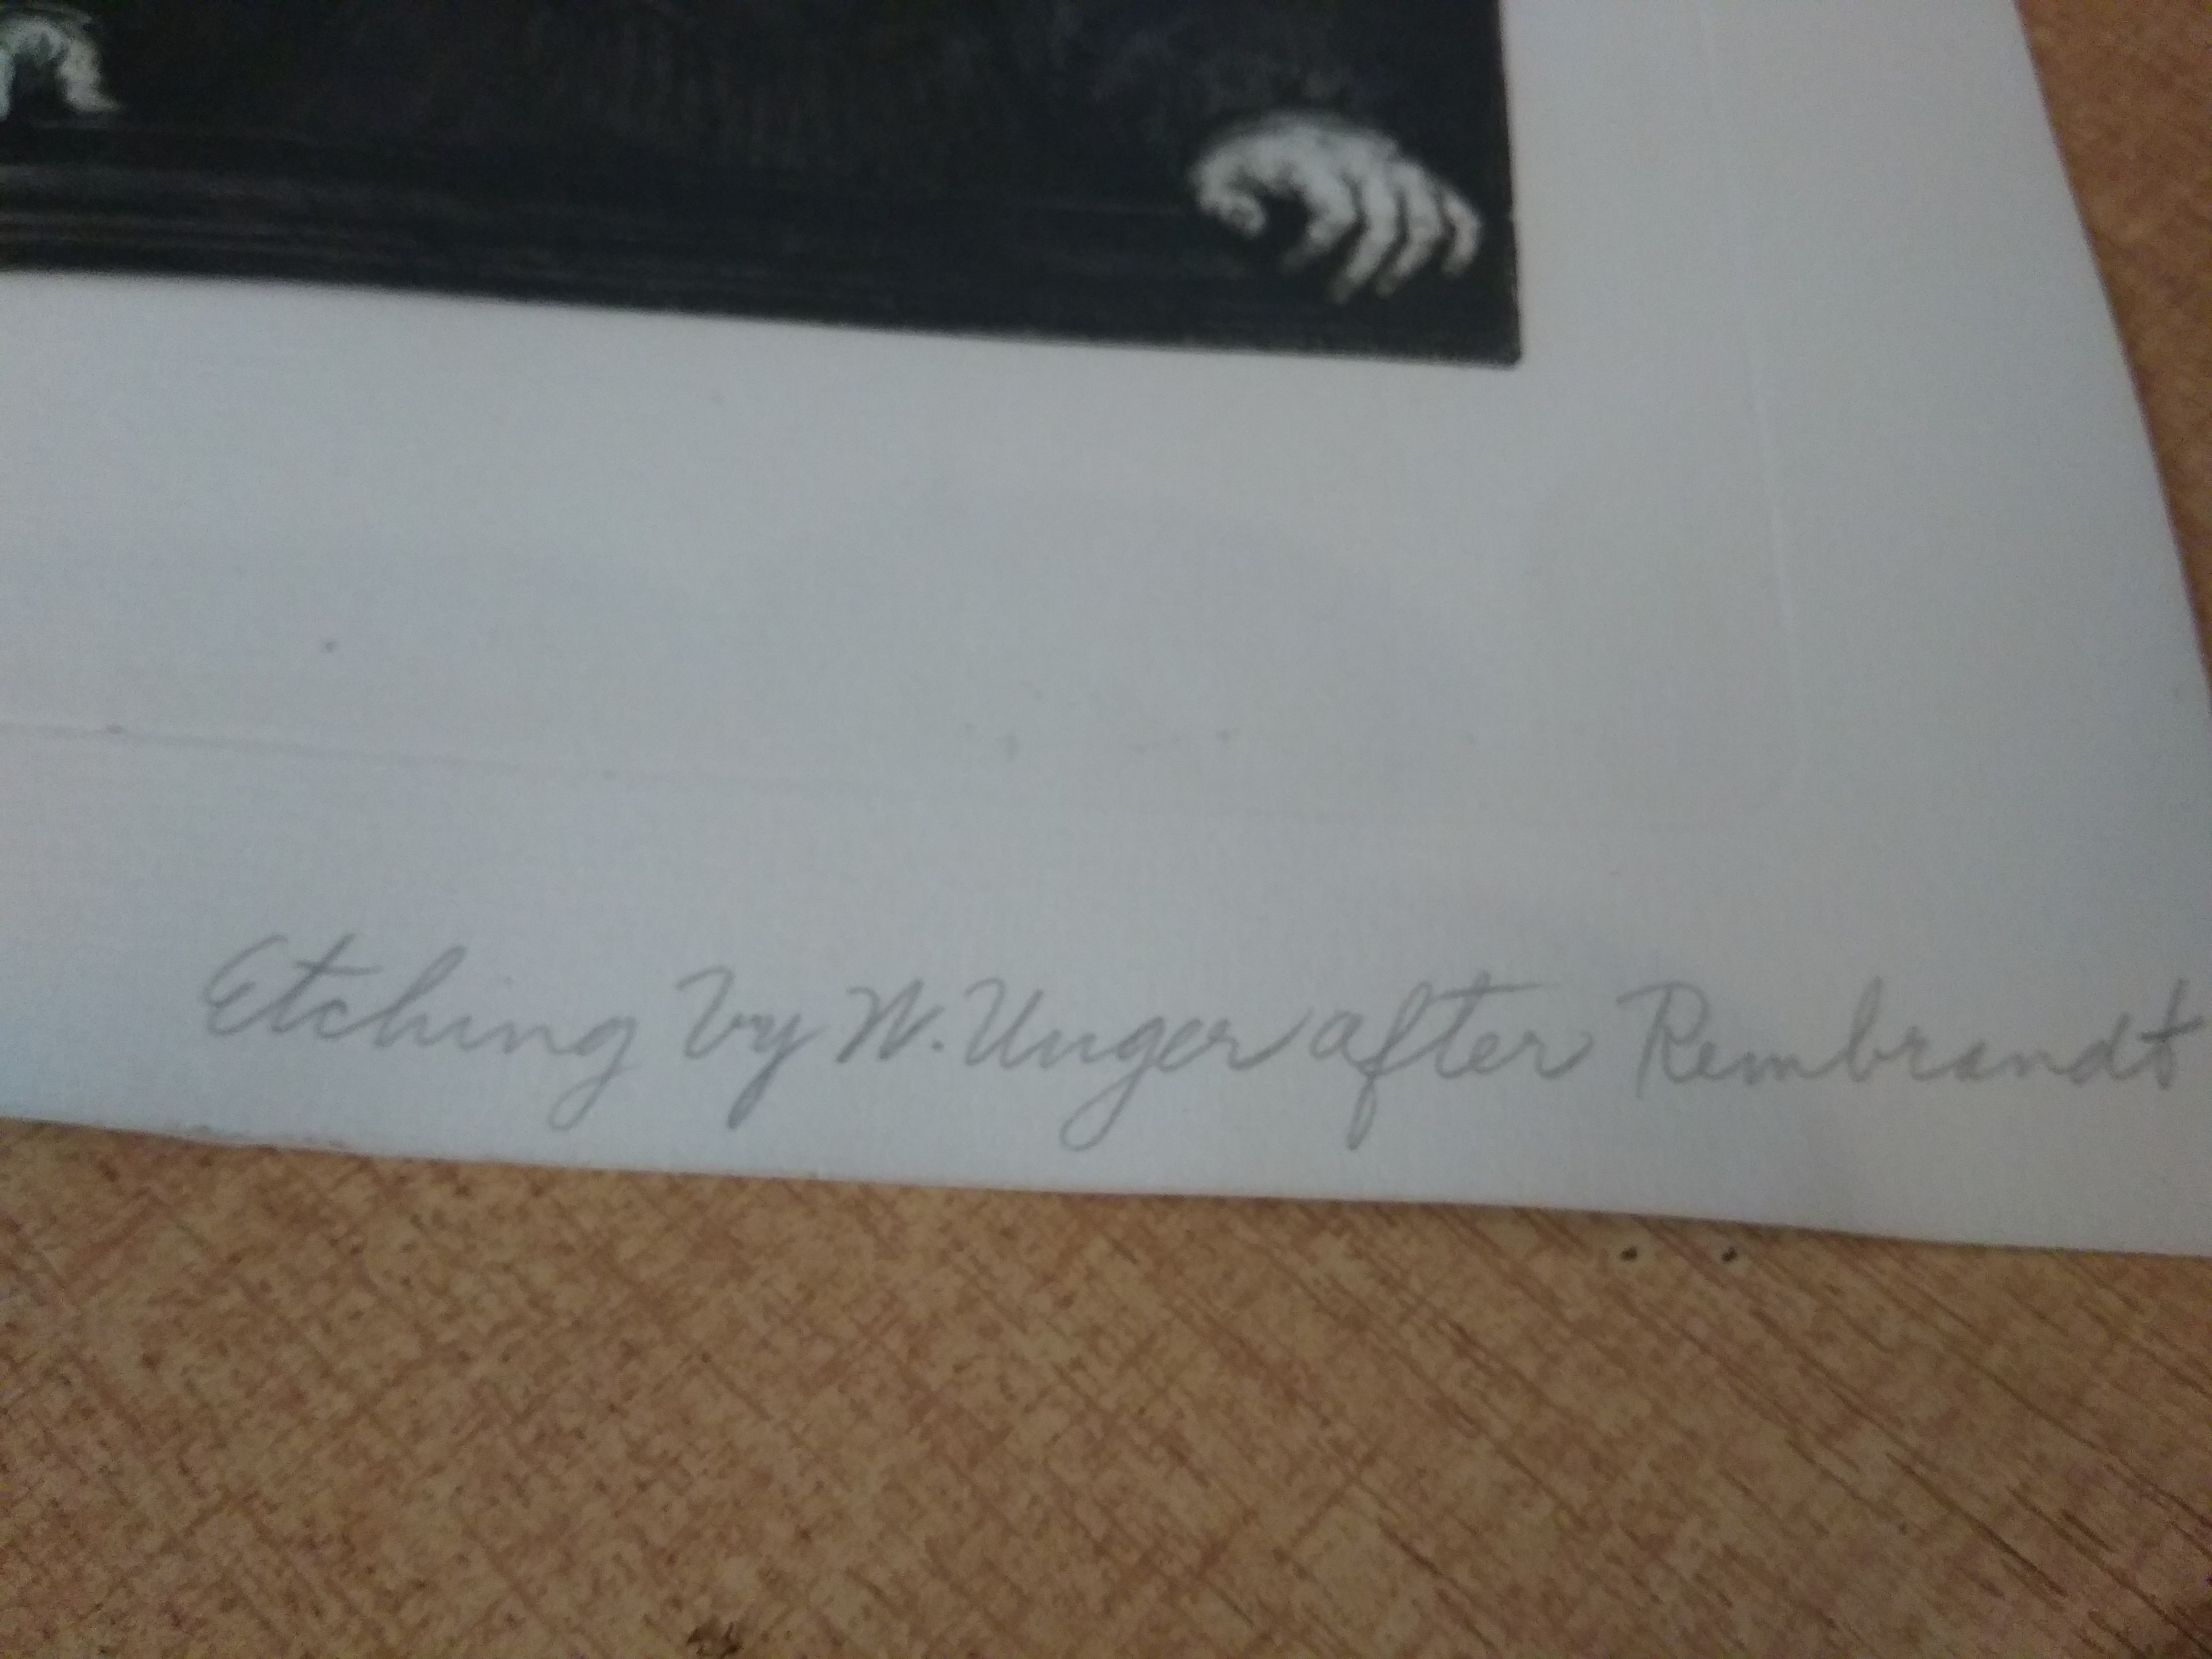 Etching by W. Unger after Rembrandt